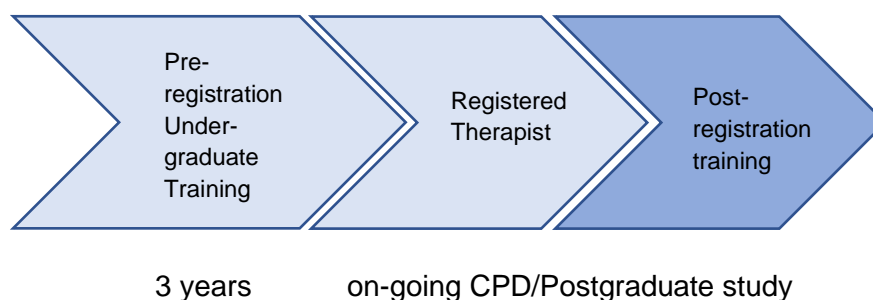 Pre-
registration
Under-
graduate
Training
Registered
Therapist
Post-
registration
training
3 years
on-going CPD/Postgraduate study